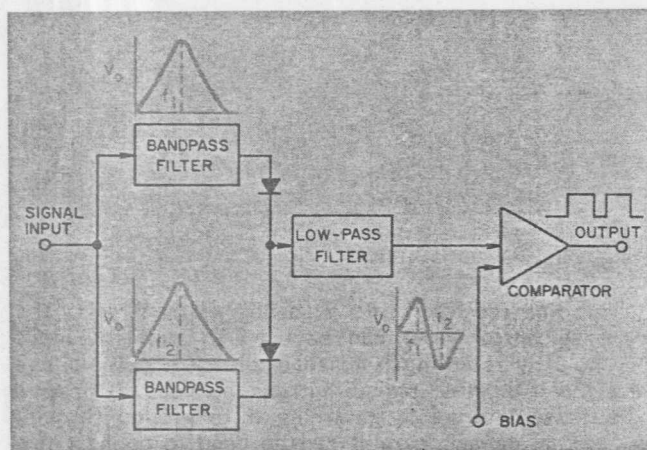 V₀
f₁
BANDPASS
FILTER
SIGNAL
INPUT
LOW-PASS
FILTER
OUTPUT
COMPARATOR
V₀
f₂
V₀
f₁
f₂
BANDPASS
FILTER
BIAS